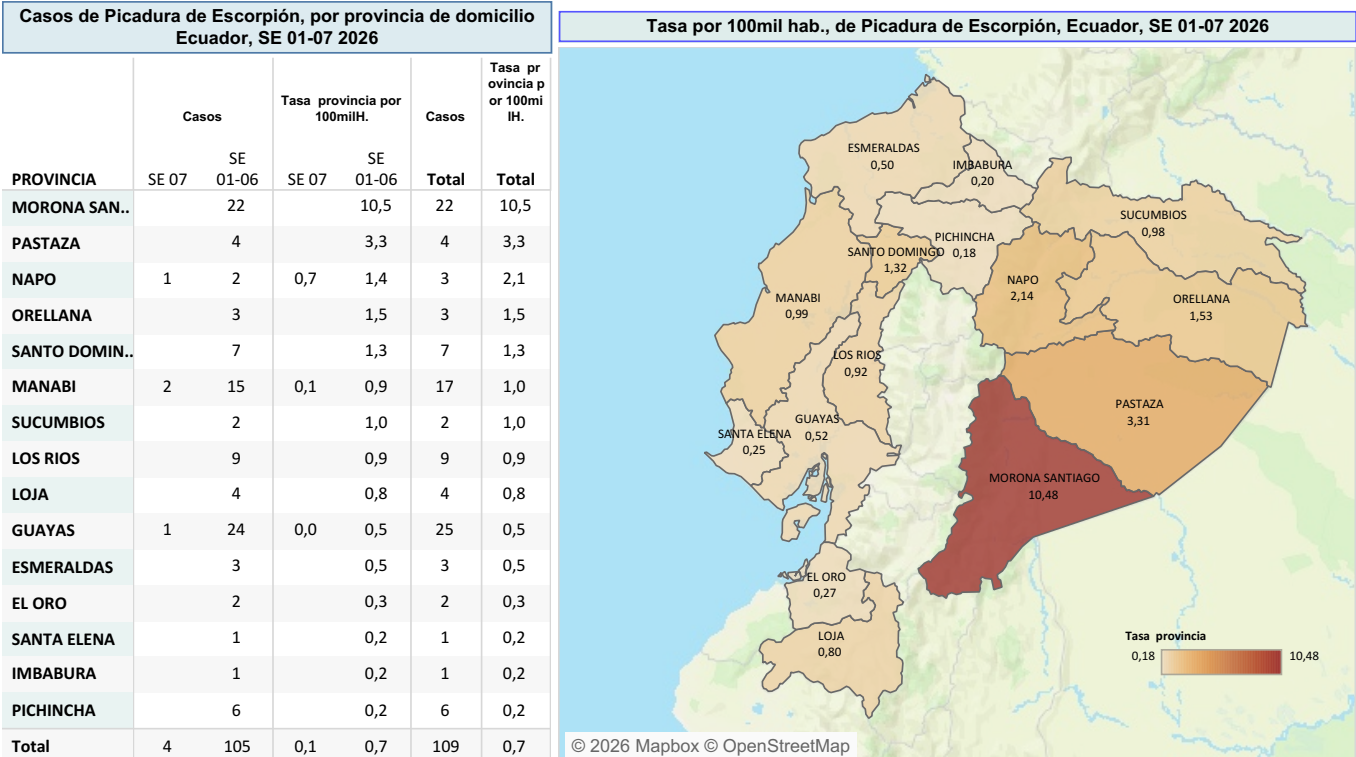 Casos de Picadura de Escorpión, por provincia de domicilio
Ecuador, SE 01-07 2026
Casos
Tasa provincia por
100milH.
Casos
Tasa pr
ovincia p
or 100mi
lH.
PROVINCIA SE 07 SE 01-06 SE 07 SE 01-06 Total Total
MORONA SAN.. 22 10,5 22 10,5
PASTAZA 4 3,3 4 3,3
NAPO 1 2 0,7 1,4 3 2,1
ORELLANA 3 1,5 3 1,5
SANTO DOMIN.. 7 1,3 7 1,3
MANABI 2 15 0,1 0,9 17 1,0
SUCUMBIOS 2 1,0 2 1,0
LOS RIOS 9 0,9 9 0,9
LOJA 4 0,8 4 0,8
GUAYAS 1 24 0,0 0,5 25 0,5
ESMERALDAS 3 0,5 3 0,5
EL ORO 2 0,3 2 0,3
SANTA ELENA 1 0,2 1 0,2
IMBABURA 1 0,2 1 0,2
PICHINCHA 6 0,2 6 0,2
Total 4 105 0,1 0,7 109 0,7
Tasa por 100mil hab., de Picadura de Escorpión, Ecuador, SE 01-07 2026
ESMERALDAS
0,50
IMBABURA
0,20
SUCUMBIOS
0,98
PICHINCHA
0,18
SANTO DOMINGO
1,32
NAPO
2,14
MANABI
0,99
ORELLANA
1,53
LOS RIOS
0,92
PASTAZA
3,31
GUAYAS
0,52
SANTA ELENA
0,25
MORONA SANTIAGO
10,48
EL ORO
0,27
LOJA
0,80
Tasa provincia
0,18 10,48
© 2026 Mapbox © OpenStreetMap